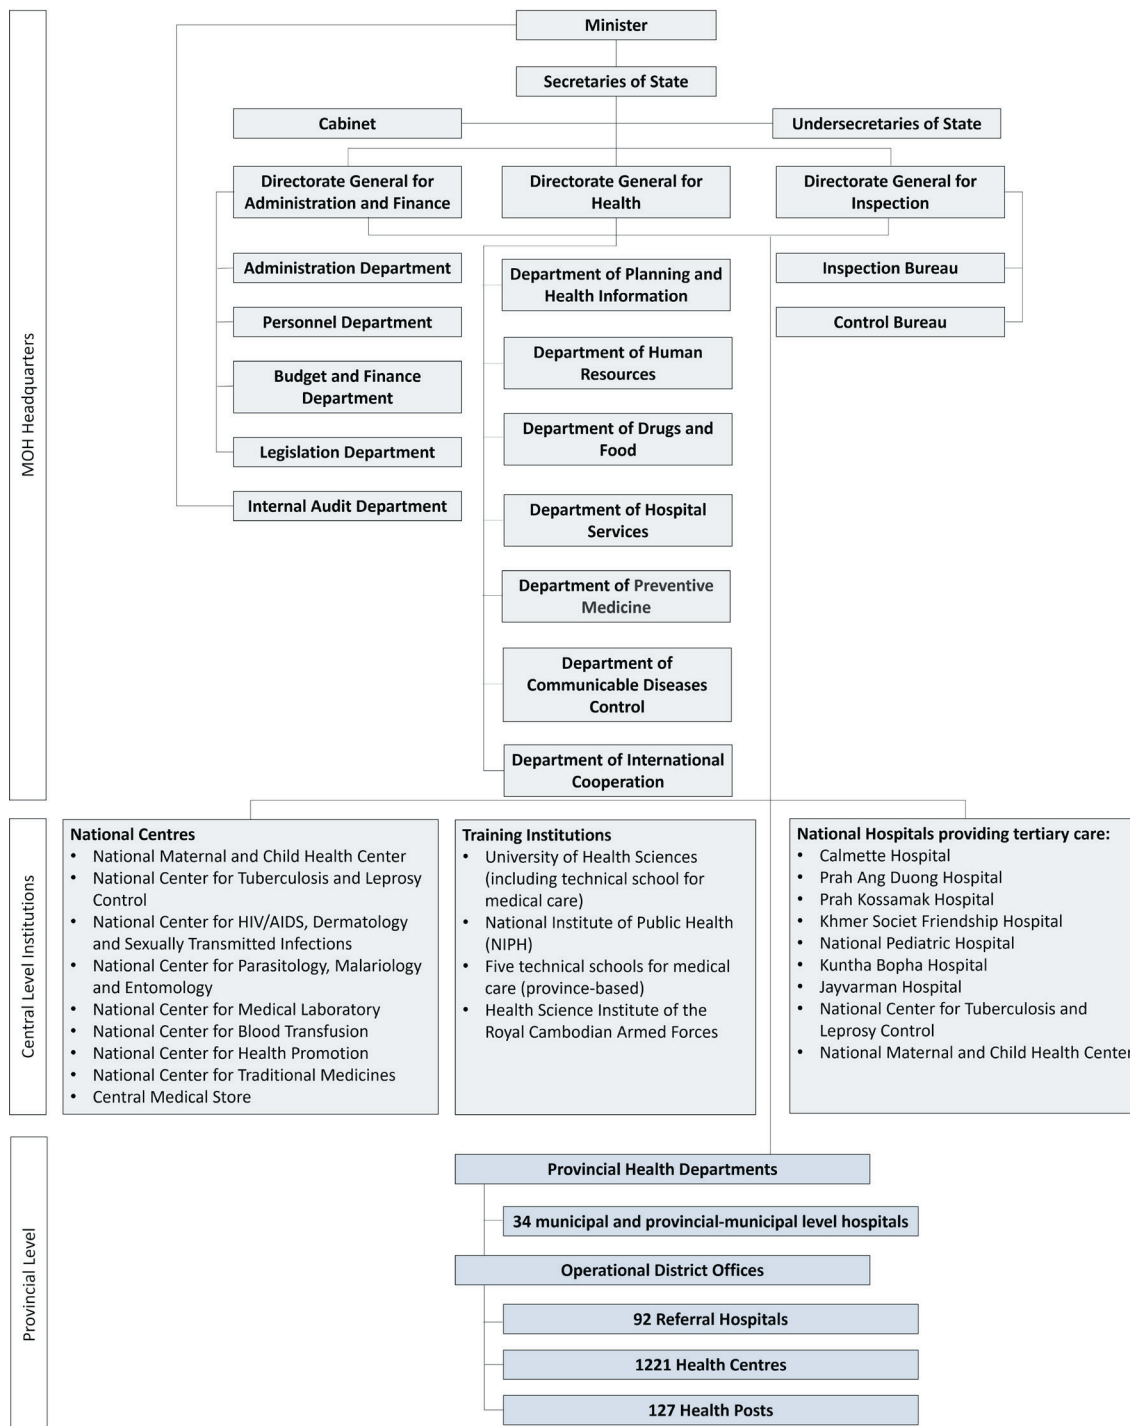 MOH Headquarters
Minister
Secretaries of State
Cabinet
Undersecretaries of State
Directorate General for
Administration and Finance
Directorate General for
Health
Directorate General for
Inspection
Administration Department
Personnel Department
Budget and Finance
Department
Legislation Department
Internal Audit Department
Department of Planning and
Health Information
Department of Human
Resources
Department of Drugs and
Food
Department of Hospital
Services
Department of Preventive
Medicine
Department of
Communicable Diseases
Control
Department of International
Cooperation
Inspection Bureau
Control Bureau
Central Level Institutions
National Centres
• National Maternal and Child Health Center
• National Center for Tuberculosis and Leprosy
Control
• National Center for HIV/AIDS, Dermatology
and Sexually Transmitted Infections
• National Center for Parasitology, Malariology
and Entomology
• National Center for Medical Laboratory
• National Center for Blood Transfusion
• National Center for Health Promotion
• National Center for Traditional Medicines
• Central Medical Store
Training Institutions
• University of Health Sciences
(including technical school for
medical care)
• National Institute of Public Health
(NIPH)
• Five technical schools for medical
care (province-based)
• Health Science Institute of the
Royal Cambodian Armed Forces
National Hospitals providing tertiary care:
• Calmette Hospital
• Prah Ang Duong Hospital
• Prah Kossamak Hospital
• Khmer Societ Friendship Hospital
• National Pediatric Hospital
• Kuntha Bopha Hospital
• Jayvarman Hospital
• National Center for Tuberculosis and
Leprosy Control
• National Maternal and Child Health Center
Provincial Level
Provincial Health Departments
34 municipal and provincial-municipal level hospitals
Operational District Offices
92 Referral Hospitals
1221 Health Centres
127 Health Posts